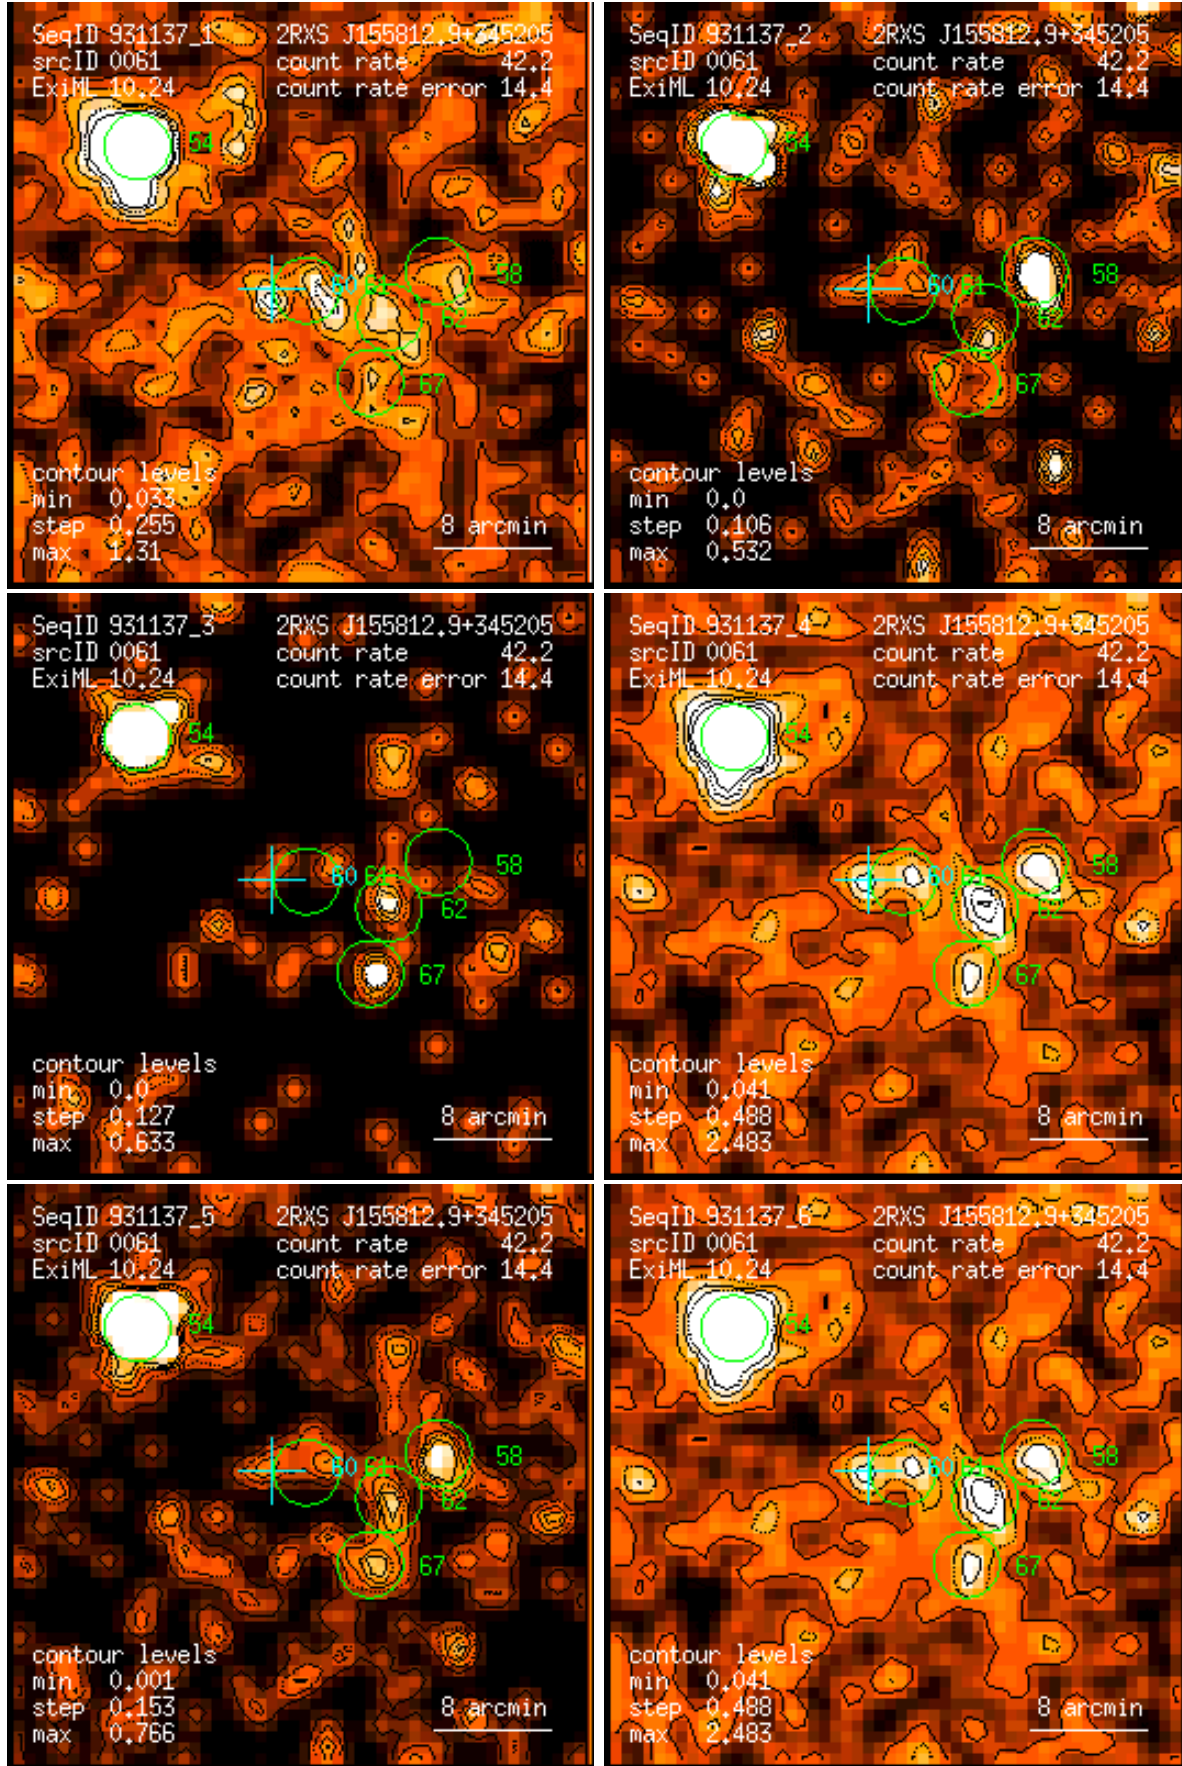 SeqID 931137_1 2RXS J155812.9+345205
srcID 0061 count rate 42.2
ExiML 10.24 count rate error 14.4
54
58
60 61
62
67
contour levels
min 0.033
step 0.255 8 arcmin
max 1.31
SeqID 931137_2 2RXS J155812.9+345205
srcID 0061 count rate 42.2
ExiML 10.24 count rate error 14.4
54
58
60 61
62
67
contour levels
min 0.0
step 0.106 8 arcmin
max 0.532
SeqID 931137_3 2RXS J155812.9+345205
srcID 0061 count rate 42.2
ExiML 10.24 count rate error 14.4
54
58
60 61
62
67
contour levels
min 0.0
step 0.127 8 arcmin
max 0.633
SeqID 931137_4 2RXS J155812.9+345205
srcID 0061 count rate 42.2
ExiML 10.24 count rate error 14.4
54
58
60 61
62
67
contour levels
min 0.041
step 0.488 8 arcmin
max 2.483
SeqID 931137_5 2RXS J155812.9+345205
srcID 0061 count rate 42.2
ExiML 10.24 count rate error 14.4
54
58
60 61
62
67
contour levels
min 0.001
step 0.153 8 arcmin
max 0.766
SeqID 931137_6 2RXS J155812.9+345205
srcID 0061 count rate 42.2
ExiML 10.24 count rate error 14.4
54
58
60 61
62
67
contour levels
min 0.041
step 0.488 8 arcmin
max 2.483